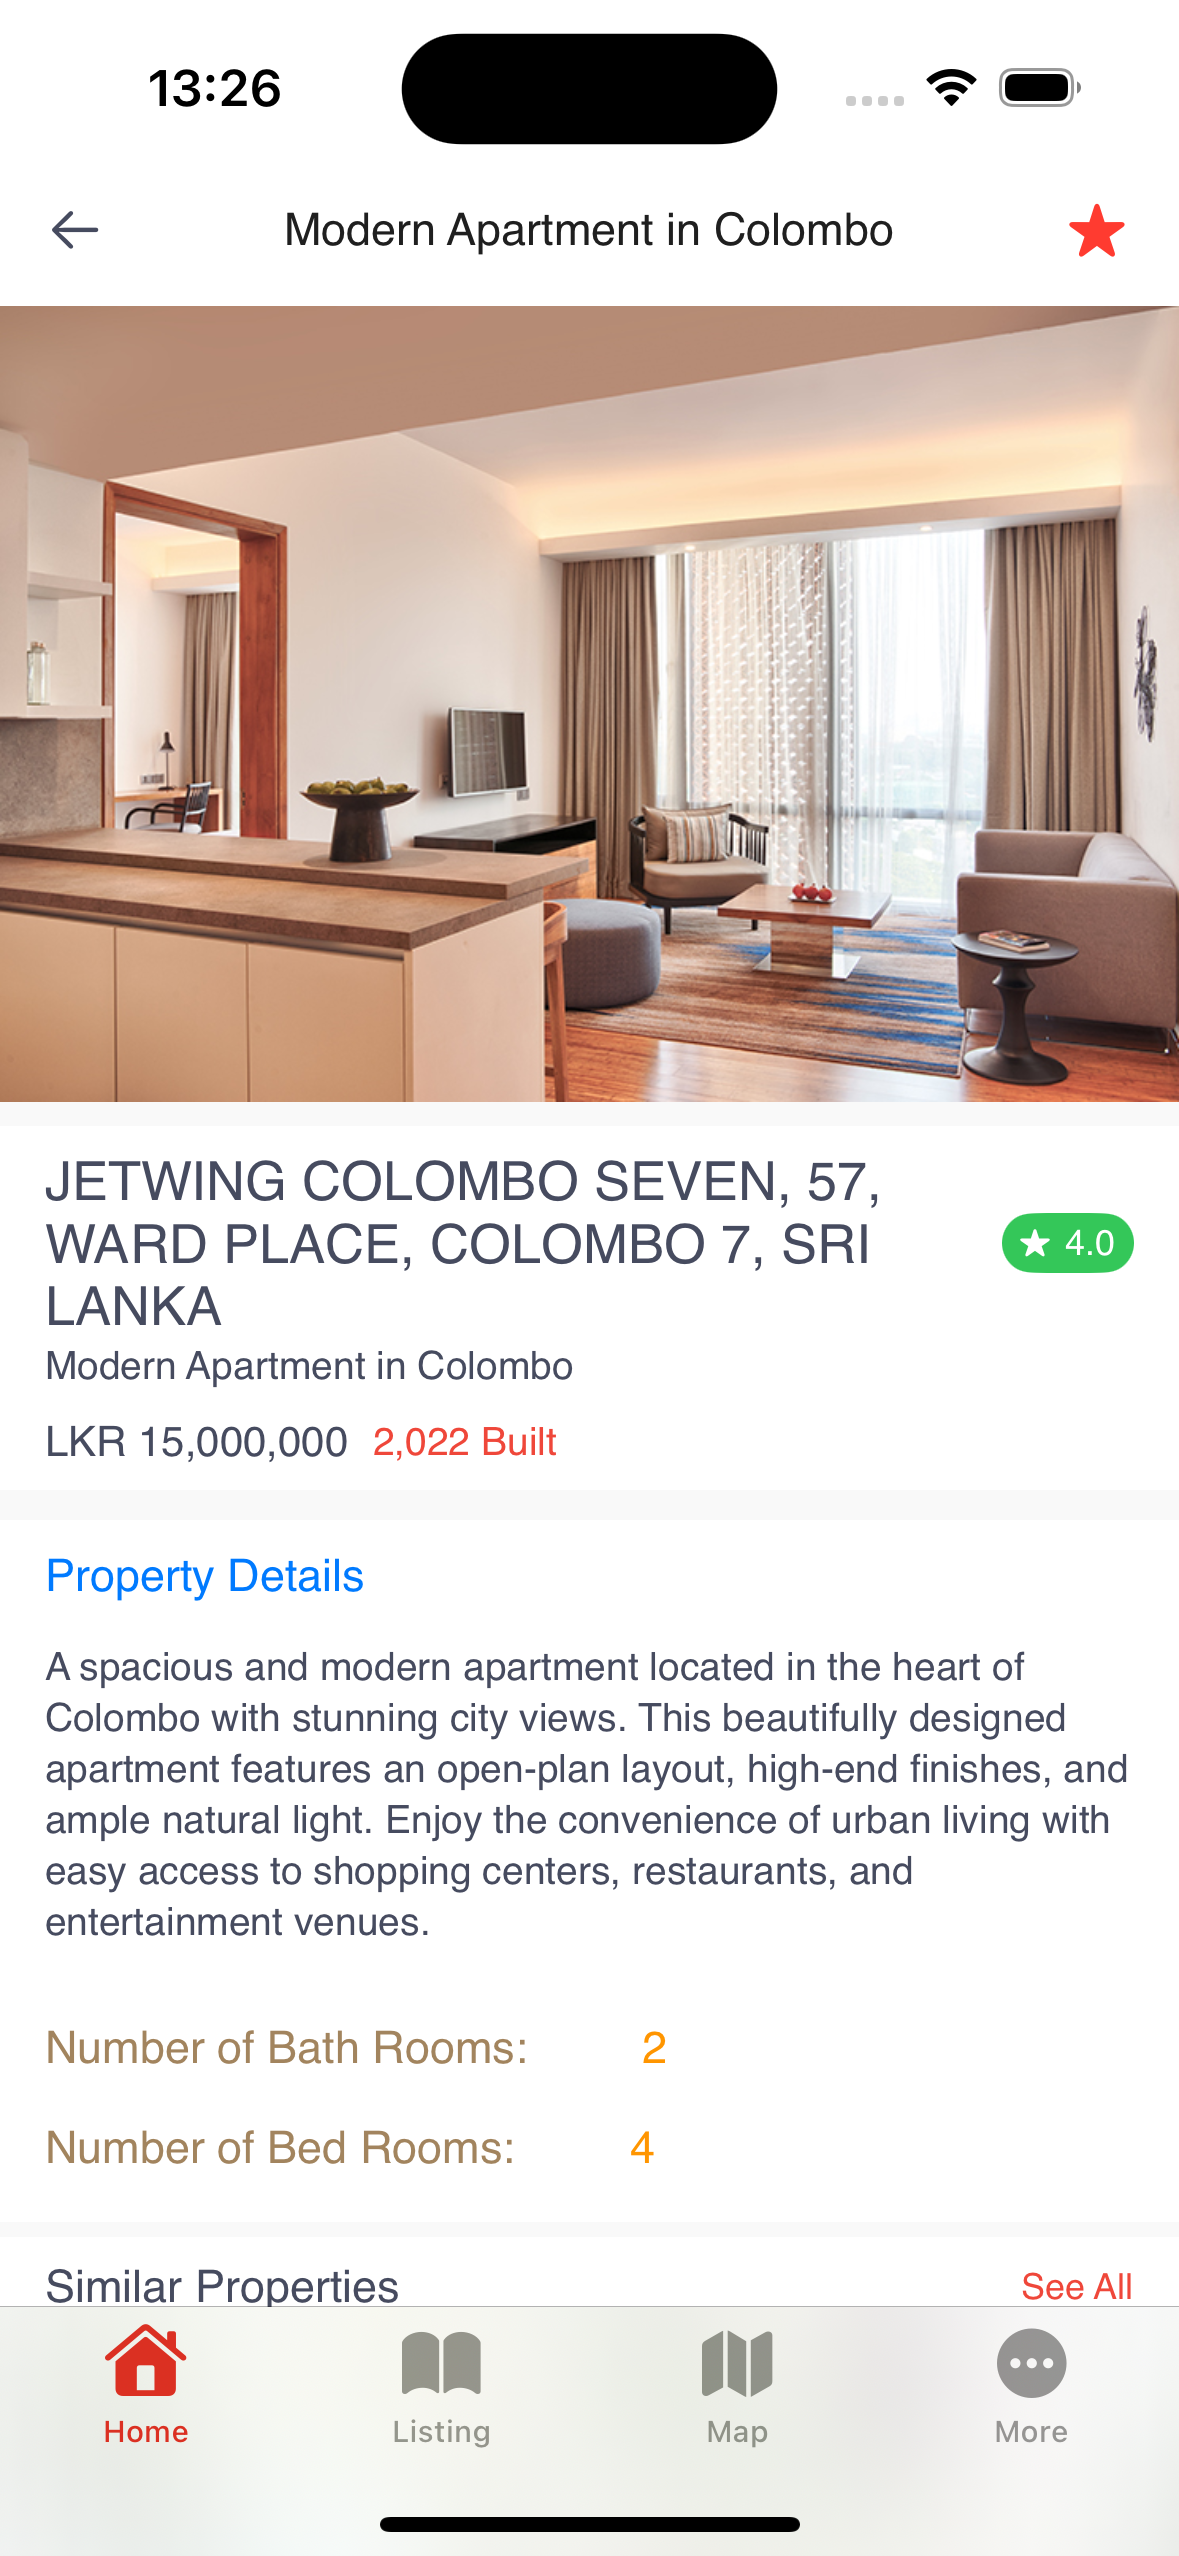 13:26
Modern Apartment in Colombo
JETWING COLOMBO SEVEN, 57,
WARD PLACE, COLOMBO 7, SRI
LANKA
4.0
Modern Apartment in Colombo
LKR 15,000,000 2,022 Built
Property Details
A spacious and modern apartment located in the heart of
Colombo with stunning city views. This beautifully designed
apartment features an open-plan layout, high-end finishes, and
ample natural light. Enjoy the convenience of urban living with
easy access to shopping centers, restaurants, and
entertainment venues.
Number of Bath Rooms: 2
Number of Bed Rooms: 4
Similar Properties See All
Home Listing Map More